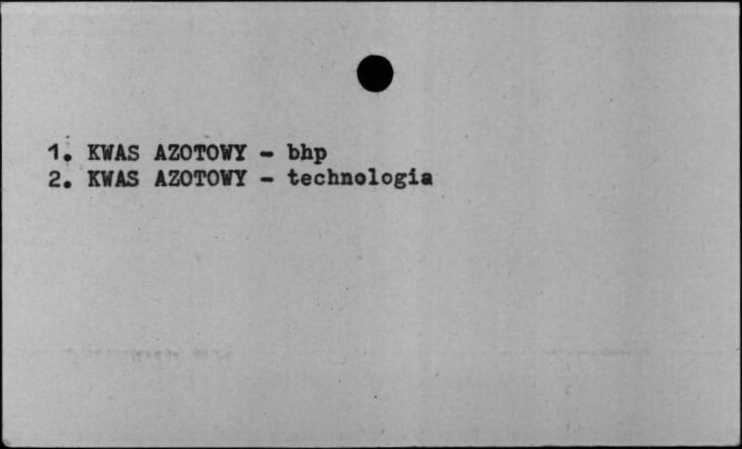 1. KWAS AZOTOWY - bhp
2. KWAS AZOTOWY - technologia